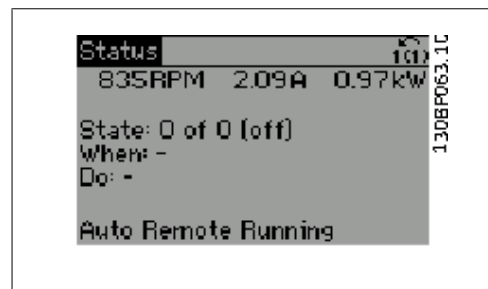 Status
1(1)
835RPM 2.09A 0.97kW
State: 0 of 0 (off)
When: -
Do: -
Auto Remote Running
130BP063.10